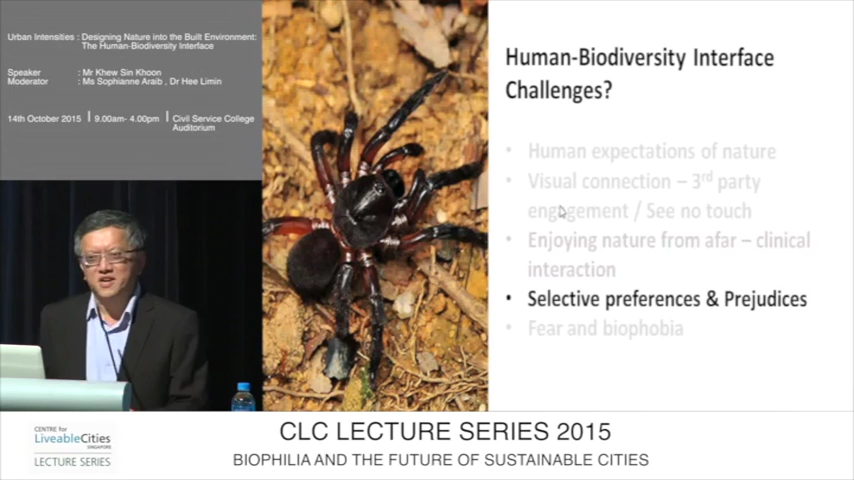 Urban Intensities : Designing Nature into the Built Environment:
The Human-Biodiversity Interface
Speaker : Mr Khew Sin Khoon
Moderator : Ms Sophianne Araib , Dr Hee Limin
14th October 2015 | 9.00am- 4.00pm | Civil Service College
Auditorium
Human-Biodiversity Interface
Challenges?
• Human expectations of nature
• Visual connection – 3rd party
engagement / See no touch
• Enjoying nature from afar – clinical
interaction
• Selective preferences & Prejudices
• Fear and biophobia
CENTRE for
LiveableCities
SINGAPORE
LECTURE SERIES
CLC LECTURE SERIES 2015
BIOPHILIA AND THE FUTURE OF SUSTAINABLE CITIES